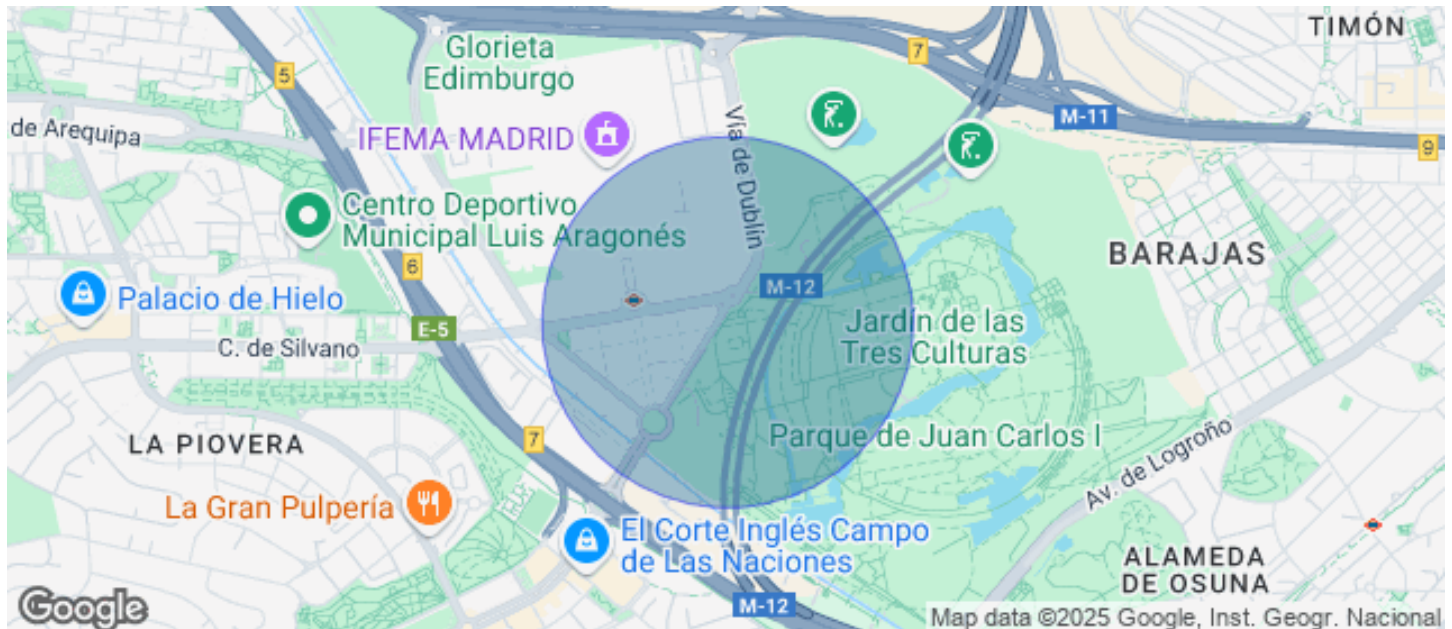 TIMÓN
Glorieta
Edimburgo
5
7
de Arequipa
IFEMA MADRID
Vía de Dublín
M-11
9
Centro Deportivo
Municipal Luis Aragonés
BARAJAS
6
Palacio de Hielo
M-12
E-5
Jardín de las
Tres Culturas
C. de Silvano
LA PIOVERA
7
Parque de Juan Carlos I
Av. de Logroño
La Gran Pulpería
El Corte Inglés Campo
de Las Naciones
ALAMEDA
DE OSUNA
M-12
Google
Map data ©2025 Google, Inst. Geogr. Nacional